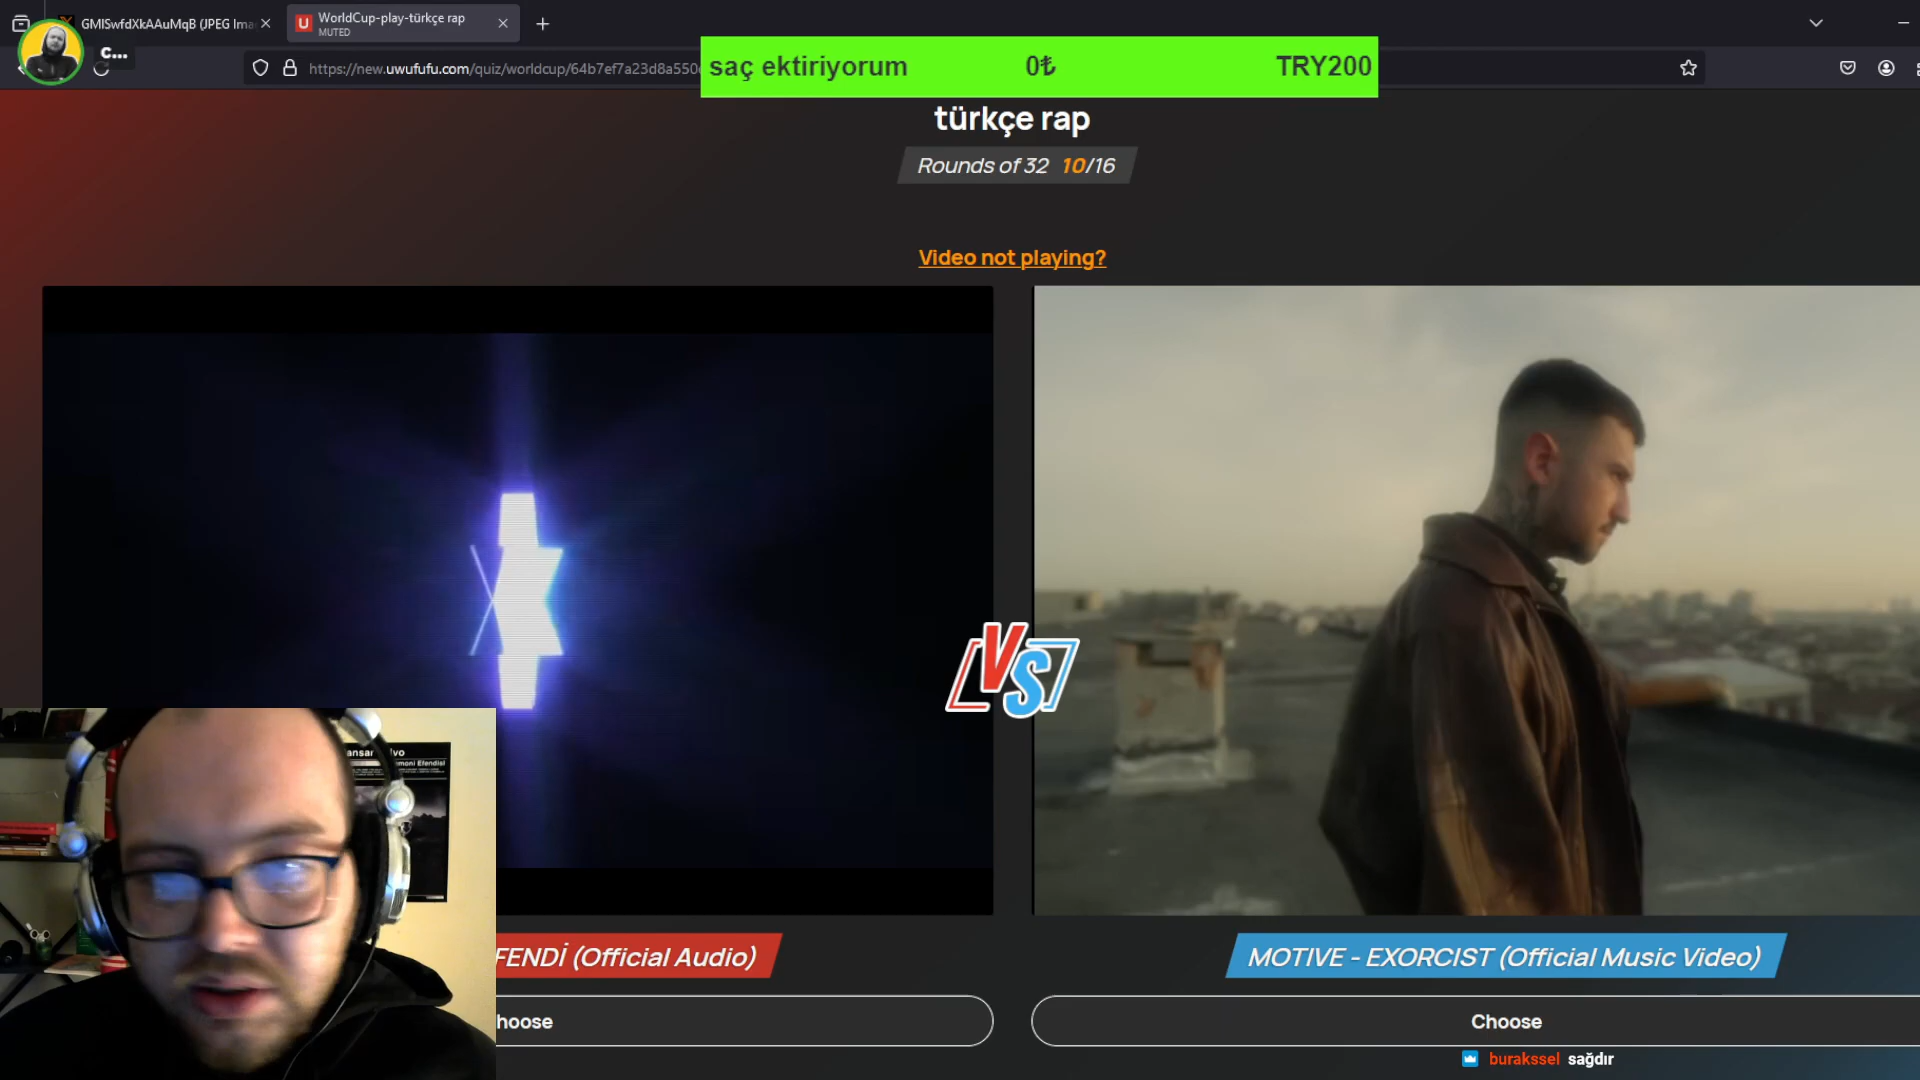 GMISwfdXkAAuMqB (JPEG Ima
WorldCup-play-türkçe rap
MUTED
c...
https://new.uwufufu.com/quiz/worldcup/64b7ef7a23d8a550
saç ektiriyorum 0₺ TRY200
türkçe rap
Rounds of 32 10/16
Video not playing?
VS
FENDİ (Official Audio)
MOTIVE - EXORCIST (Official Music Video)
hoose
Choose
burakssel sağdır